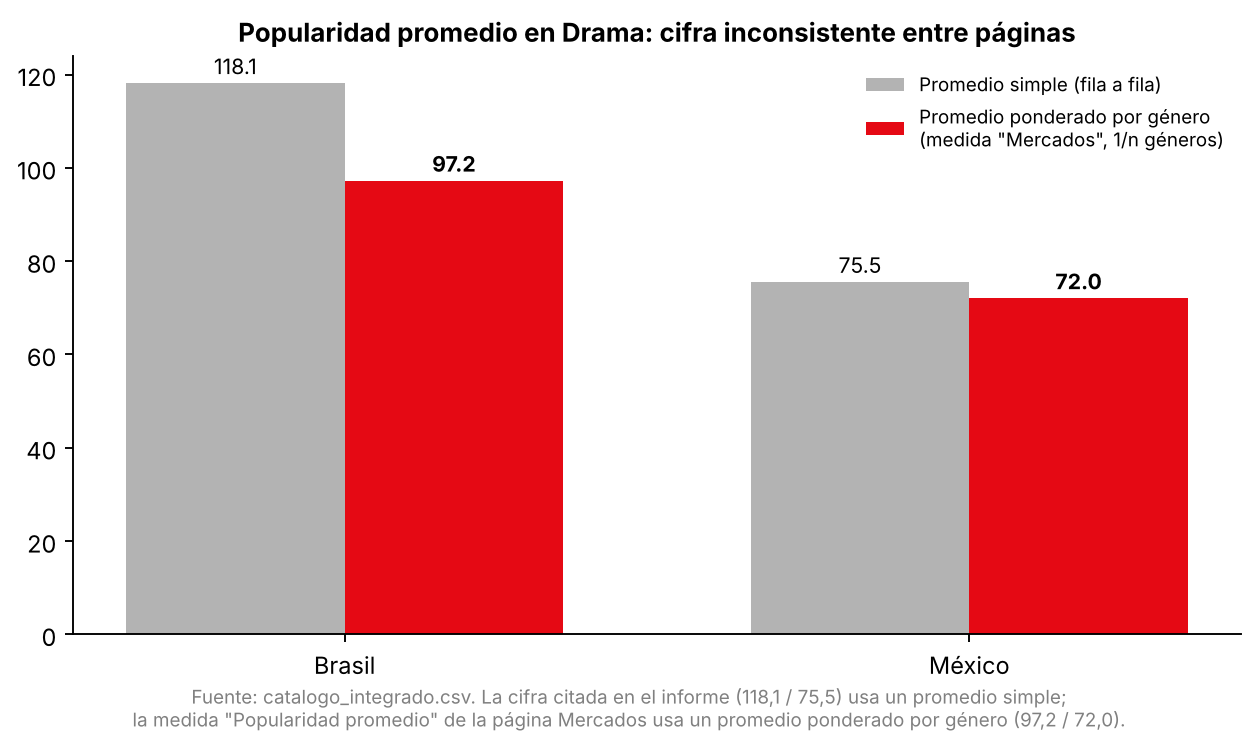 Popularidad promedio en Drama: cifra inconsistente entre páginas
Promedio simple (fila a fila)
Promedio ponderado por género
(medida "Mercados", 1/n géneros)
118.1
97.2
75.5
72.0
120
100
80
60
40
20
0
Brasil
México
Fuente: catalogo_integrado.csv. La cifra citada en el informe (118,1 / 75,5) usa un promedio simple;
la medida "Popularidad promedio" de la página Mercados usa un promedio ponderado por género (97,2 / 72,0).